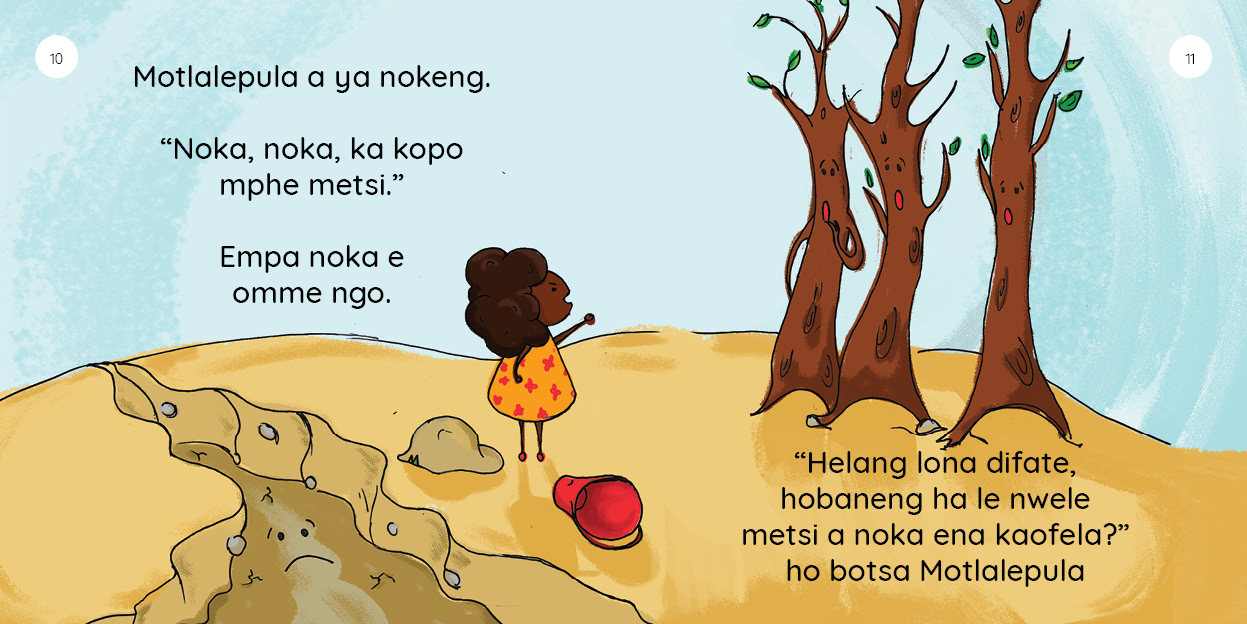 10
Motlalepula a ya nokeng.
“Noka, noka, ka kopo
mphe metsi.”
Empa noka e
omme ngo.
11
“Helang lona difate,
hobaneng ha le nwele
metsi a noka ena kaofela?”
ho botsa Motlalepula